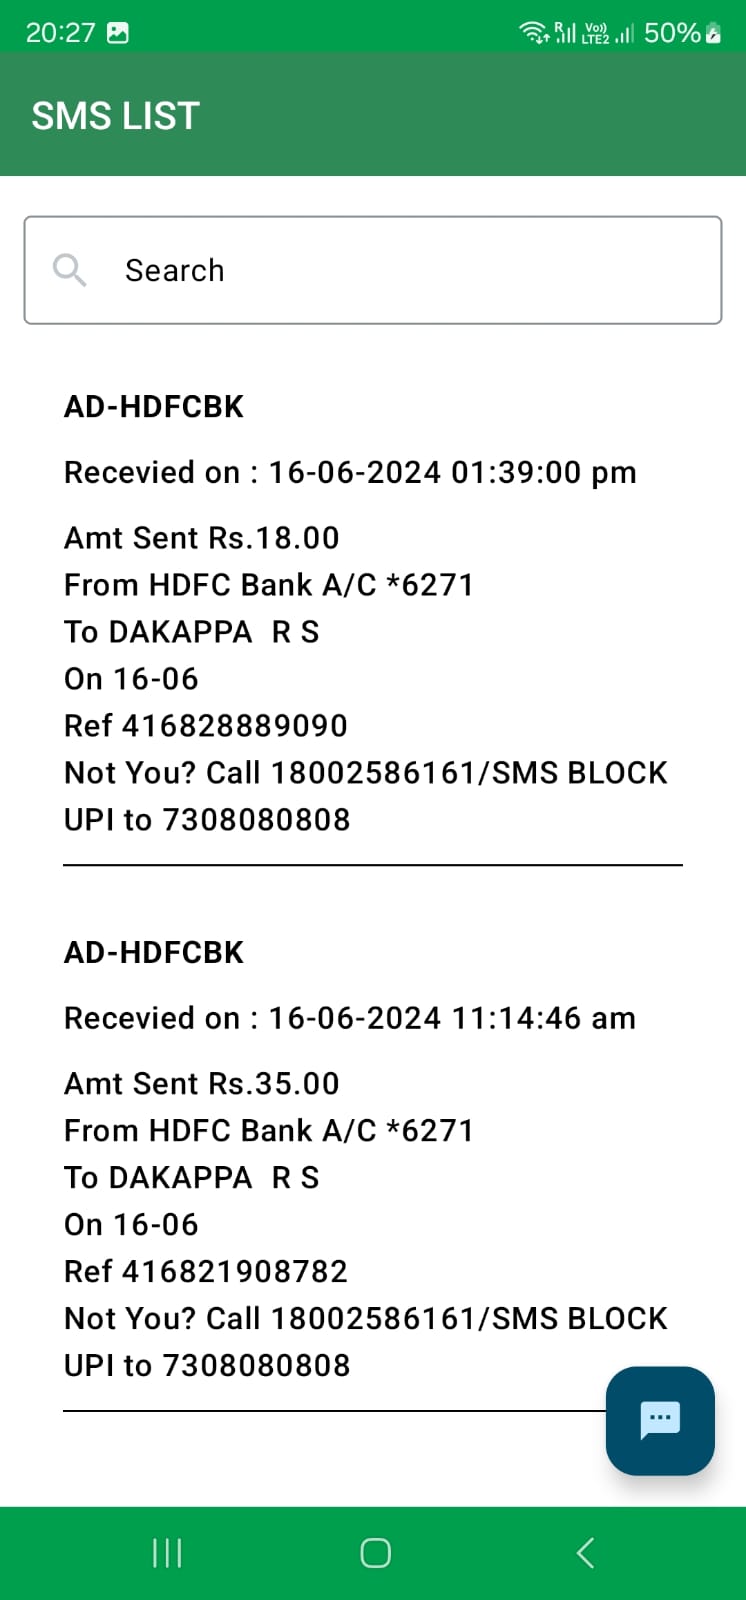 20:27 R Vo)) LTE2 50%
SMS LIST
Search
AD-HDFCBK
Recevied on : 16-06-2024 01:39:00 pm
Amt Sent Rs.18.00
From HDFC Bank A/C *6271
To DAKAPPA  R S
On 16-06
Ref 416828889090
Not You? Call 18002586161/SMS BLOCK
UPI to 7308080808
AD-HDFCBK
Recevied on : 16-06-2024 11:14:46 am
Amt Sent Rs.35.00
From HDFC Bank A/C *6271
To DAKAPPA  R S
On 16-06
Ref 416821908782
Not You? Call 18002586161/SMS BLOCK
UPI to 7308080808